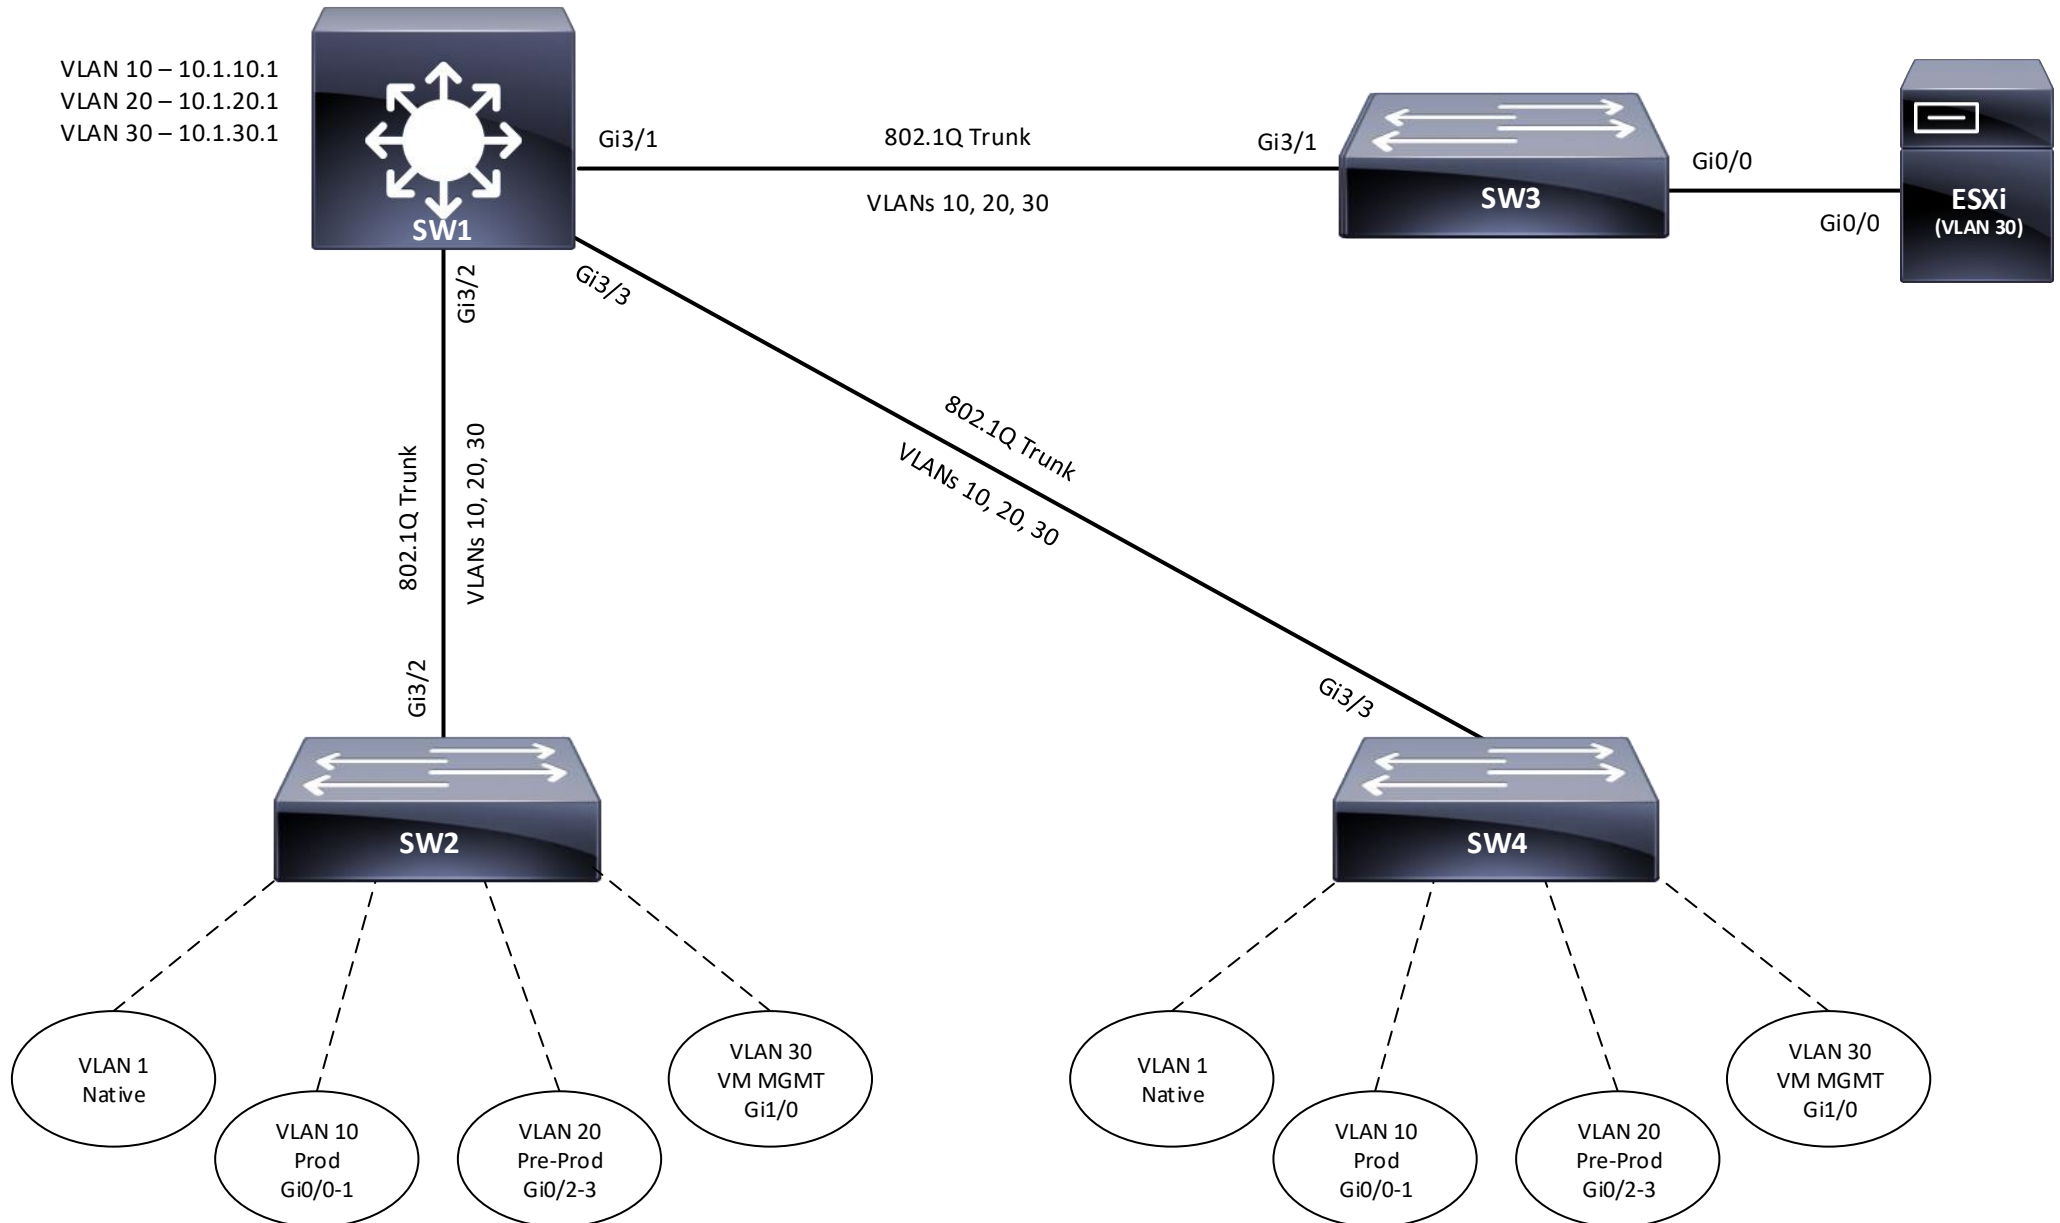 VLAN 10 – 10.1.10.1
VLAN 20 – 10.1.20.1
VLAN 30 – 10.1.30.1
SW1
Gi3/1
802.1Q Trunk
VLANs 10, 20, 30
Gi3/1
SW3
Gi0/0
Gi0/0
ESXi
(VLAN 30)
Gi3/2
Gi3/3
802.1Q Trunk
VLANs 10, 20, 30
802.1Q Trunk
VLANs 10, 20, 30
Gi3/2
Gi3/3
SW2
SW4
VLAN 1
Native
VLAN 10
Prod
Gi0/0-1
VLAN 20
Pre-Prod
Gi0/2-3
VLAN 30
VM MGMT
Gi1/0
VLAN 1
Native
VLAN 10
Prod
Gi0/0-1
VLAN 20
Pre-Prod
Gi0/2-3
VLAN 30
VM MGMT
Gi1/0